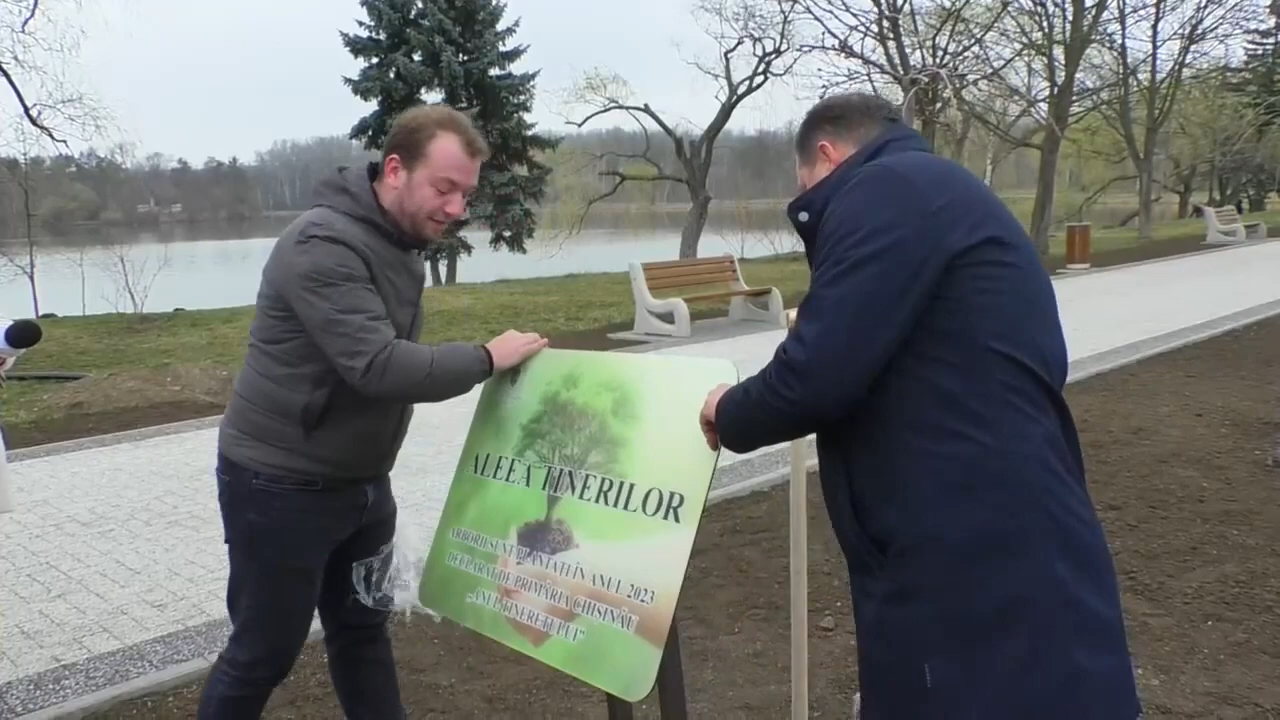 ALEEA TINERILOR
ARBORII SUNT PLANTAȚI ÎN ANUL 2023
DECLARAT DE PRIMĂRIA CHIȘINĂU
„ANUL TINERETULUI”